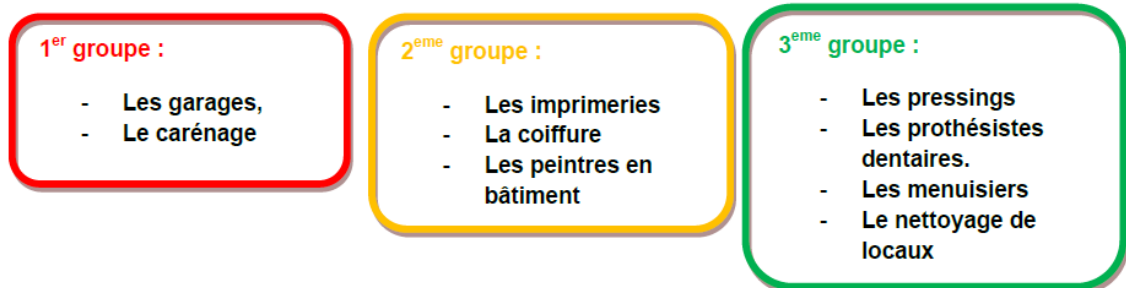 1er groupe :
- Les garages,
- Le carénage
2eme groupe :
- Les imprimeries
- La coiffure
- Les peintres en
bâtiment
3eme groupe :
- Les pressings
- Les prothésistes
dentaires.
- Les menuisiers
- Le nettoyage de
locaux